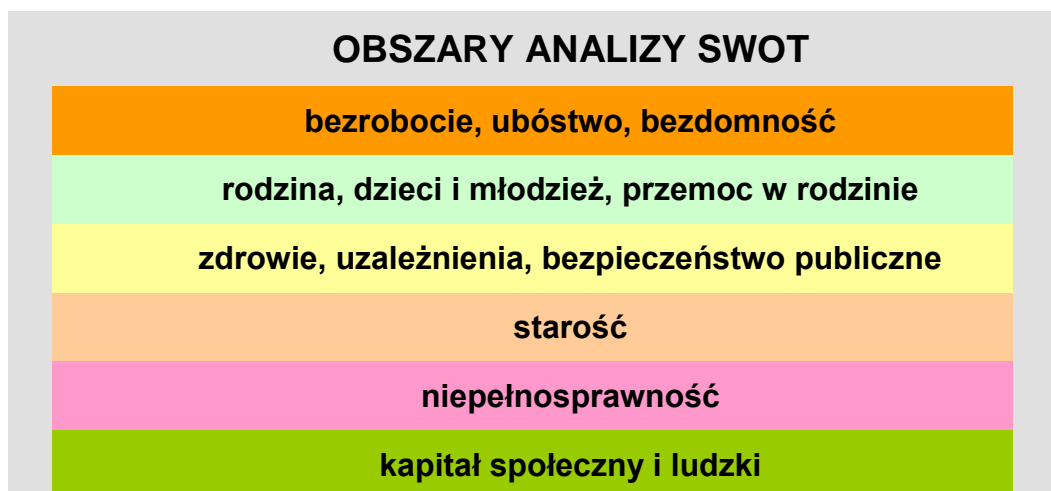 OBSZARY ANALIZY SWOT
bezrobocie, ubóstwo, bezdomność
rodzina, dzieci i młodzież, przemoc w rodzinie
zdrowie, uzależnienia, bezpieczeństwo publiczne
starość
niepełnosprawność
kapitał społeczny i ludzki